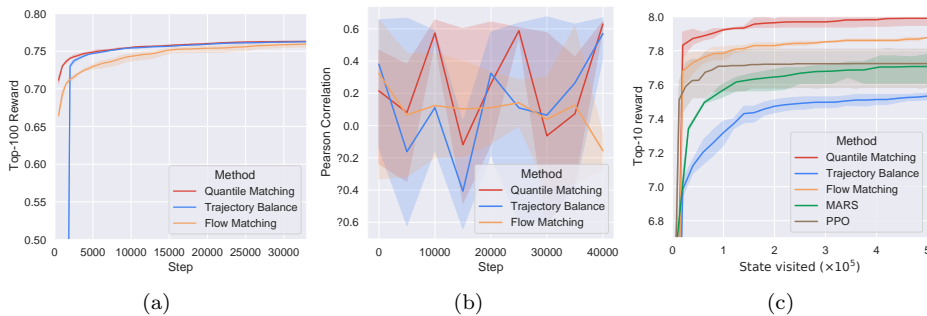 Top-100 Reward
0.80
0.75
0.70
0.65
0.60
0.55
0.50
5000 10000 15000 20000 25000 30000
Step
Method
Quantile Matching
Trajectory Balance
Flow Matching
(a)
Pearson Correlation
0.6
0.4
0.2
0.0
70.2
70.4
70.6
0 10000 20000 30000 40000
Step
Method
Quantile Matching
Trajectory Balance
Flow Matching
(b)
Top-10 reward
8.0
7.8
7.6
7.4
7.2
7.0
6.8
0 1 2 3 4 5
State visited (×10⁵)
Method
Quantile Matching
Trajectory Balance
Flow Matching
MARS
PPO
(c)